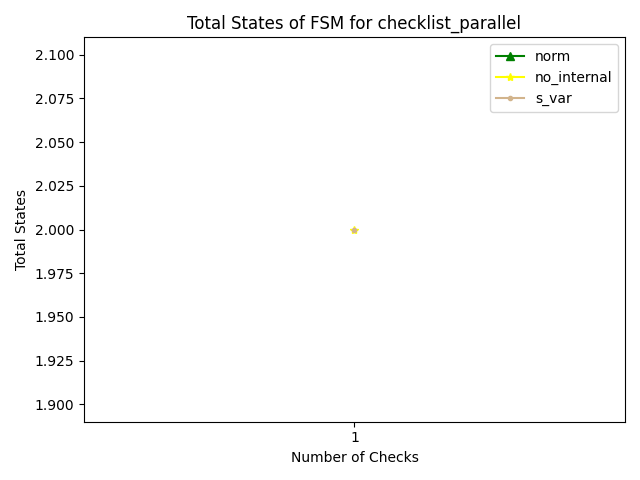 Total States of FSM for checklist_parallel
norm
no_internal
s_var
2.100
2.075
2.050
2.025
2.000
1.975
1.950
1.925
1.900
Total States
1
Number of Checks